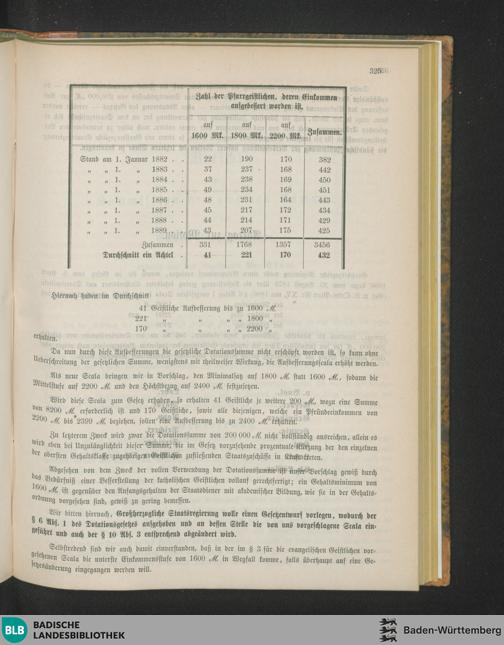 325
Zahl der Pfarrgeistlichen, deren Einkommen
aufgebessert worden ist,
auf 1600 Mk. auf 1800 Mk. auf 2200 Mk. Zusammen.
Stand am 1. Januar 1882 . . 22 190 170 382
„ „ 1. „ 1883 . . 37 237 168 442
„ „ 1. „ 1884 . . 43 238 169 450
„ „ 1. „ 1885 . . 49 234 168 451
„ „ 1. „ 1886 . . 48 231 164 443
„ „ 1. „ 1887 . . 45 217 172 434
„ „ 1. „ 1888 . . 44 214 171 429
„ „ 1. „ 1889 . . 43 207 175 425
Zusammen . 331 1768 1357 3456
Durchschnitt ein Achtel . 41 221 170 432
Hiernach haben im Durchschnitt
41 Geistliche Aufbesserung bis zu 1600 ℳ.
221 „ „ „ „ 1800 „
170 „ „ „ „ 2200 „
erhalten.
Da nun durch diese Aufbesserungen die gesetzliche Dotationssumme nicht erschöpft worden ist, so kann ohne
Ueberschreitung der gesetzlichen Summe, wenigstens mit theilweiser Wirkung, die Aufbesserungsscala erhöht werden.
Als neue Scala bringen wir in Vorschlag, den Minimalsatz auf 1800 ℳ. statt 1600 ℳ., sodann die
Mittelstufe auf 2200 ℳ. und den Höchstbezug auf 2400 ℳ. festzusetzen.
Wird diese Scala zum Gesetz erhoben, so erhalten 41 Geistliche je weitere 200 ℳ., wozu eine Summe
von 8200 ℳ. erforderlich ist und 170 Geistliche, sowie alle diejenigen, welche ein Pfründeeinkommen von
2200 ℳ. bis 2399 ℳ. beziehen, sollen eine Aufbesserung bis zu 2400 ℳ. erhalten.
Zu letzterem Zweck wird zwar die Dotationssumme von 200 000 ℳ. nicht vollständig ausreichen, allein es
wird eben bei Unzulänglichkeit dieser Summe, die im Gesetz vorzusehende prozentuale Kürzung der den einzelnen
der obersten Gehaltsklasse zugehörigen Geistlichen zufließenden Staatszuschüsse in Kraft treten.
Abgesehen von dem Zweck der vollen Verwendung der Dotationssumme ist unser Vorschlag gewiß durch
das Bedürfniß einer Besserstellung der katholischen Geistlichen vollauf gerechtfertigt; ein Gehaltsminimum von
1600 ℳ. ist gegenüber den Anfangsgehalten der Staatsdiener mit akademischer Bildung, wie sie in der Gehalts-
ordnung vorgesehen sind, gewiß zu gering bemessen.
Wir bitten hiernach, Großherzogliche Staatsregierung wolle einen Gesetzentwurf vorlegen, wodurch der
§ 6 Abs. 1 des Dotationsgesetzes aufgehoben und an dessen Stelle die von uns vorgeschlagene Scala ein-
geführt und auch der § 10 Abs. 3 entsprechend abgeändert wird.
Selbstredend sind wir auch damit einverstanden, daß in der im § 3 für die evangelischen Geistlichen vor-
gesehenen Scala die unterste Einkommensstufe von 1600 ℳ. in Wegfall komme, falls überhaupt auf eine Ge-
setzesänderung eingegangen werden will.
BLB BADISCHE
LANDESBIBLIOTHEK
Baden-Württemberg